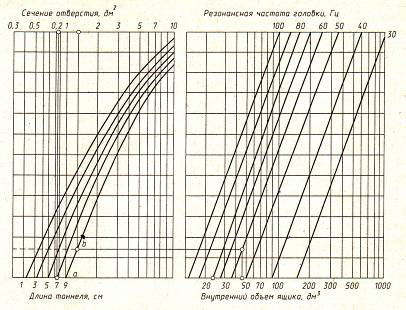 Сечение отверстия, дм²
0,3 0,5 0,2 1 2 3 5 10
Резонансная частота головки, Гц
100 80 60 50 40 30
б
а
1 3 5 7 9
Длина тоннеля, см
20 30 50 70 100 200 300 500 1000
Внутренний объем ящика, дм³